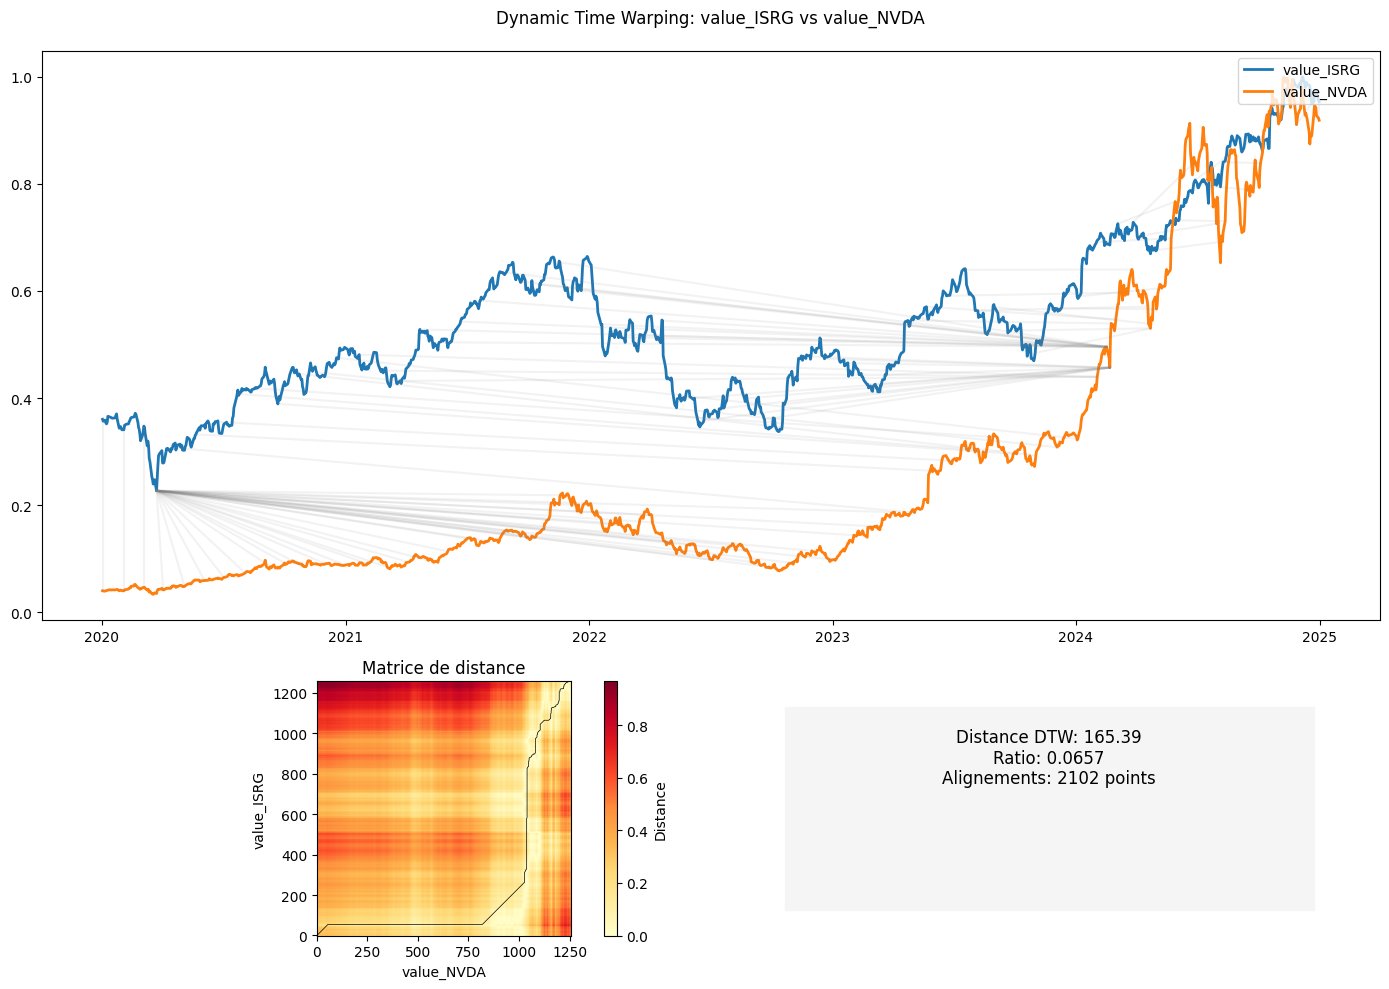 Dynamic Time Warping: value_ISRG vs value_NVDA
value_ISRG
value_NVDA
1.0
0.8
0.6
0.4
0.2
0.0
2020 2021 2022 2023 2024 2025
Matrice de distance
value_ISRG
1200
1000
800
600
400
200
0
0 250 500 750 1000 1250
value_NVDA
0.8
0.6
0.4
0.2
0.0
Distance
Distance DTW: 165.39
Ratio: 0.0657
Alignements: 2102 points